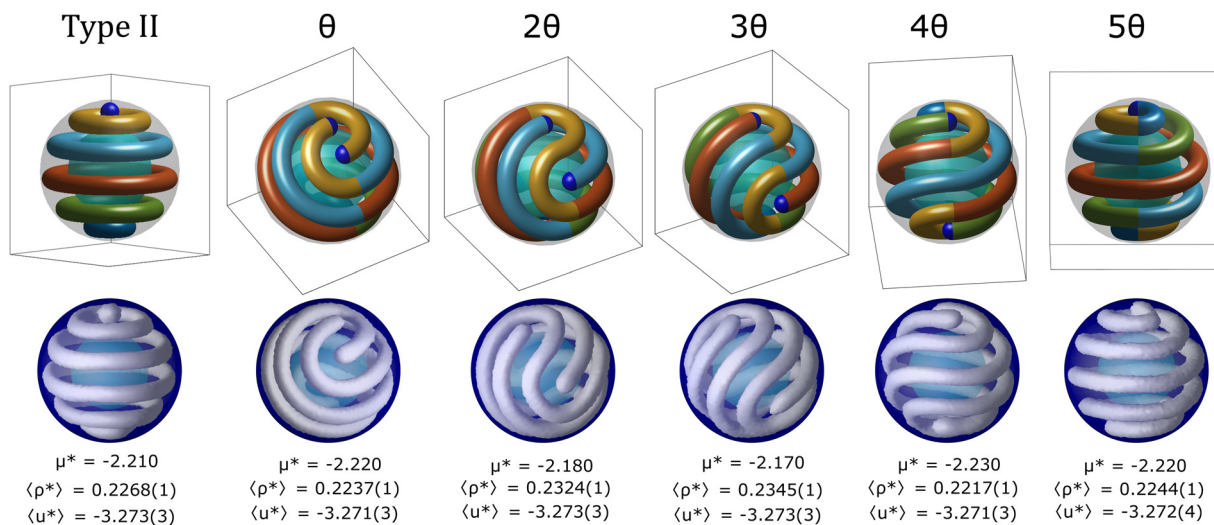 Type II θ 2θ 3θ 4θ 5θ
μ* = -2.210 μ* = -2.220 μ* = -2.180 μ* = -2.170 μ* = -2.230 μ* = -2.220
⟨ρ*⟩ = 0.2268(1) ⟨ρ*⟩ = 0.2237(1) ⟨ρ*⟩ = 0.2324(1) ⟨ρ*⟩ = 0.2345(1) ⟨ρ*⟩ = 0.2217(1) ⟨ρ*⟩ = 0.2244(1)
⟨u*⟩ = -3.273(3) ⟨u*⟩ = -3.271(3) ⟨u*⟩ = -3.273(3) ⟨u*⟩ = -3.273(3) ⟨u*⟩ = -3.271(3) ⟨u*⟩ = -3.272(4)